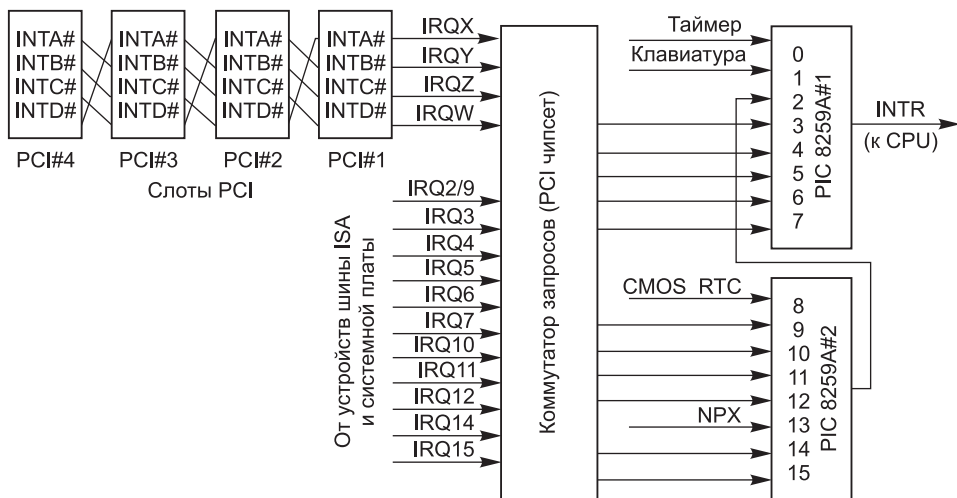 INTA#
INTB#
INTC#
INTD#
PCI#4
INTA#
INTB#
INTC#
INTD#
PCI#3
INTA#
INTB#
INTC#
INTD#
PCI#2
INTA#
INTB#
INTC#
INTD#
PCI#1
Слоты PCI
IRQX
IRQY
IRQZ
IRQW
От устройств шины ISA
и системной платы
IRQ2/9
IRQ3
IRQ4
IRQ5
IRQ6
IRQ7
IRQ10
IRQ11
IRQ12
IRQ14
IRQ15
Коммутатор запросов (PCI чипсет)
Таймер
Клавиатура
0
1
2
3
4
5
6
7
PIC 8259A#1
INTR
(к CPU)
CMOS RTC
NPX
8
9
10
11
12
13
14
15
PIC 8259A#2